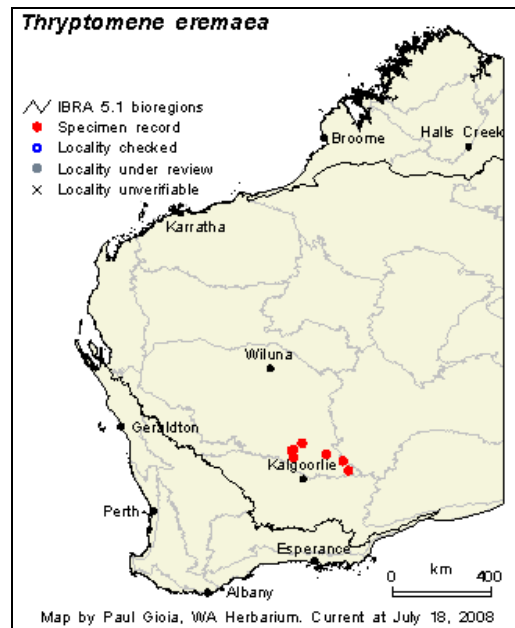 Thryptomene eremaea
IBRA 5.1 bioregions
Specimen record
Locality checked
Locality under review
Locality unverifiable
Broome
Halls Creek
Karratha
Wiluna
Geraldton
Kalgoorlie
Perth
Esperance
Albany
km
0 400
Map by Paul Gioia, WA Herbarium. Current at July 18, 2008